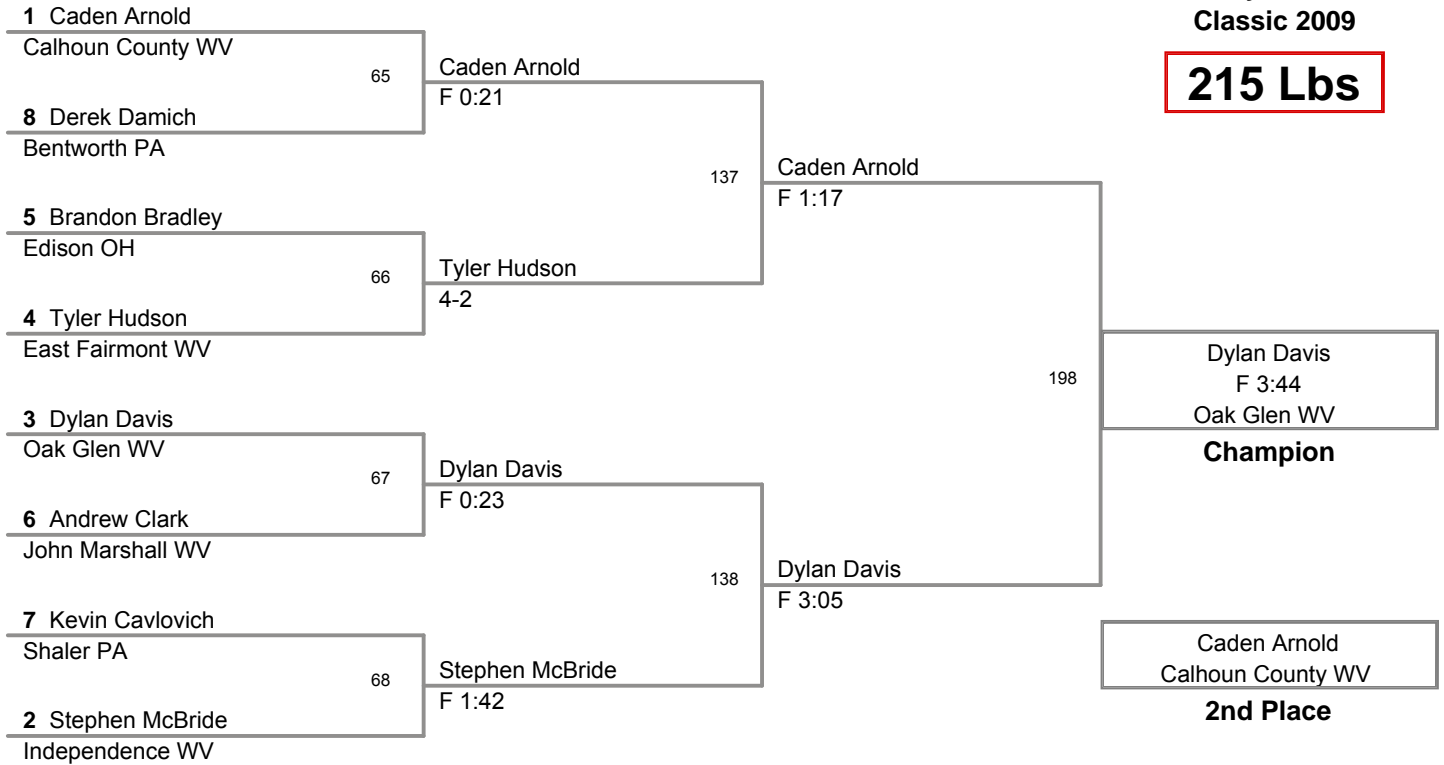 Classic 2009
215 Lbs
1 Caden Arnold
Calhoun County WV
65
8 Derek Damich
Bentworth PA
Caden Arnold
F 0:21
5 Brandon Bradley
Edison OH
66
4 Tyler Hudson
East Fairmont WV
Tyler Hudson
4-2
137
Caden Arnold
F 1:17
3 Dylan Davis
Oak Glen WV
67
6 Andrew Clark
John Marshall WV
Dylan Davis
F 0:23
7 Kevin Cavlovich
Shaler PA
68
2 Stephen McBride
Independence WV
Stephen McBride
F 1:42
138
Dylan Davis
F 3:05
198
Dylan Davis
F 3:44
Oak Glen WV
Champion
Caden Arnold
Calhoun County WV
2nd Place